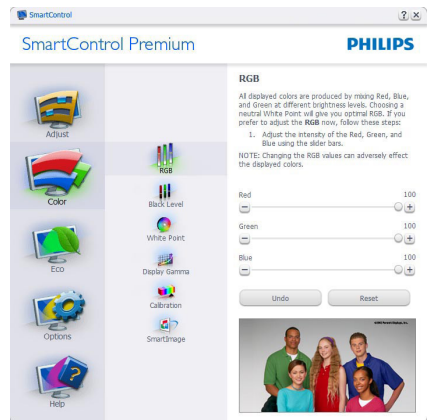 SmartControl
SmartControl Premium
PHILIPS
Adjust
Color
Eco
Options
Help
RGB
Black Level
White Point
Display Gamma
Calibration
SmartImage
RGB
All displayed colors are produced by mixing Red, Blue,
and Green at different brightness levels. Choosing a
neutral White Point will give you optimal RGB. If you
prefer to adjust the RGB now, follow these steps:
1. Adjust the intensity of the Red, Green, and
Blue using the slider bars.
NOTE: Changing the RGB values can adversely effect
the displayed colors.
Red 100
Green 100
Blue 100
Undo Reset